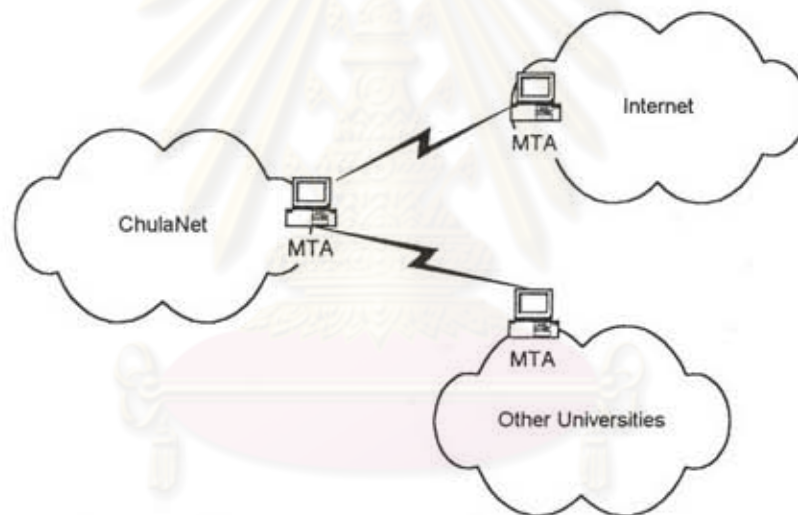 Internet
MTA
ChulaNet
MTA
MTA
Other Universities